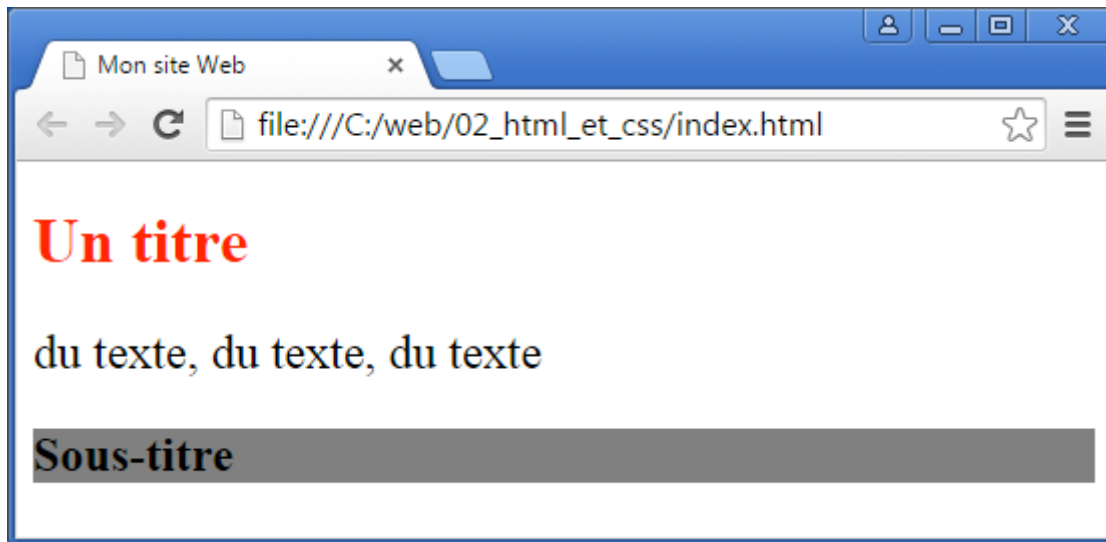 Mon site Web
file:///C:/web/02_html_et_css/index.html
Un titre
du texte, du texte, du texte
Sous-titre